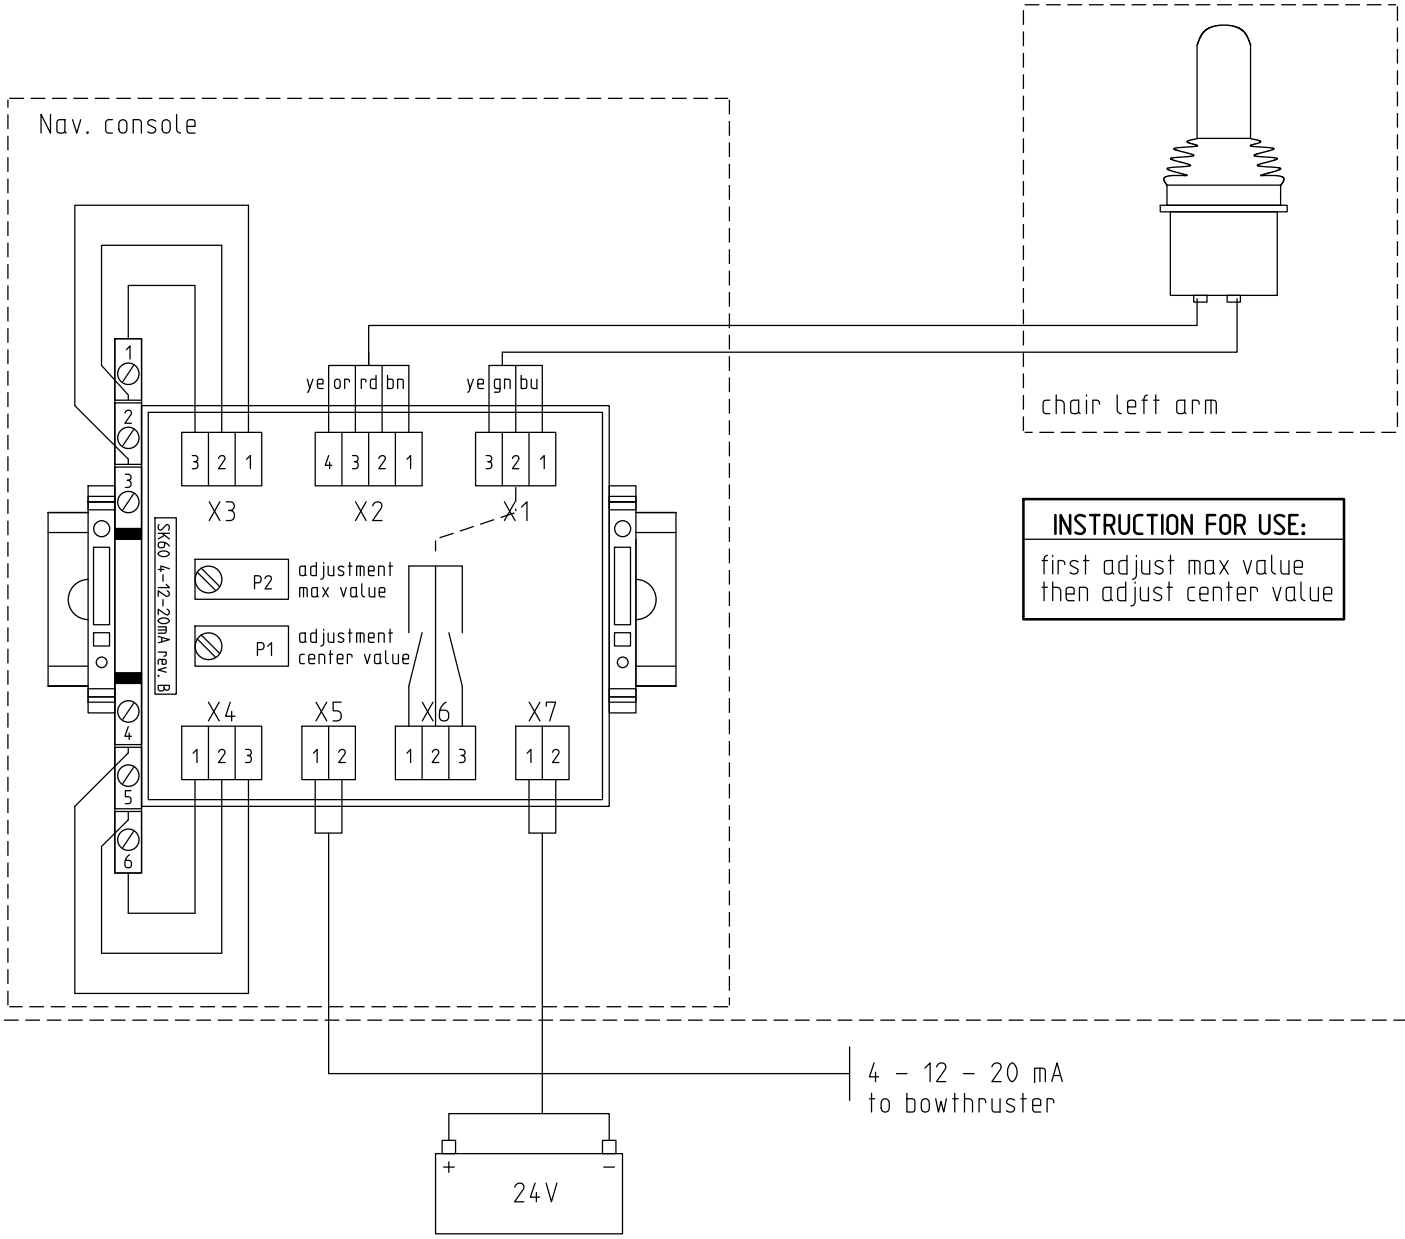 Nav. console
chair left arm
ye or rd bn
ye gn bu
1
2
3
3 2 1
4 3 2 1
3 2 1
X3
X2
X1
INSTRUCTION FOR USE:
first adjust max value
then adjust center value
SK60 4-12-20mA rev. B
P2
adjustment
max value
P1
adjustment
center value
X4
X5
X6
X7
1 2 3
1 2
1 2 3
1 2
4
5
6
4 - 12 - 20 mA
to bowthruster
+ -
24V